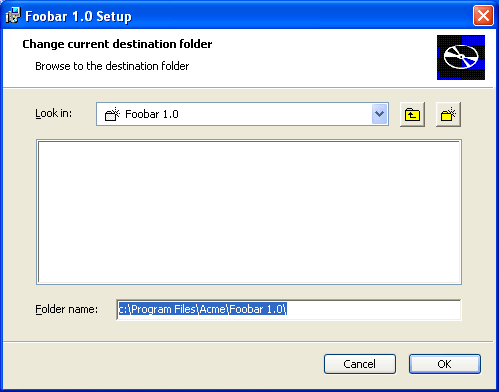 Foobar 1.0 Setup
Change current destination folder
Browse to the destination folder
Look in: Foobar 1.0
Folder name: c:\Program Files\Acme\Foobar 1.0\
Cancel OK